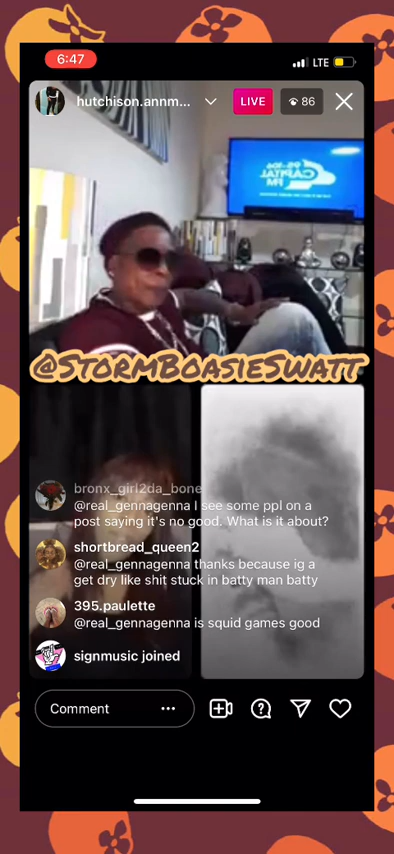 6:47
LTE
hutchison.annm...
LIVE
86
95-106
CAPITAL
FM
@STORMBOASIESWATT
bronx_girl2da_bone
@real_gennagenna I see some ppl on a
post saying it's no good. What is it about?
shortbread_queen2
@real_gennagenna thanks because ig a
get dry like shit stuck in batty man batty
395.paulette
@real_gennagenna is squid games good
signmusic joined
Comment